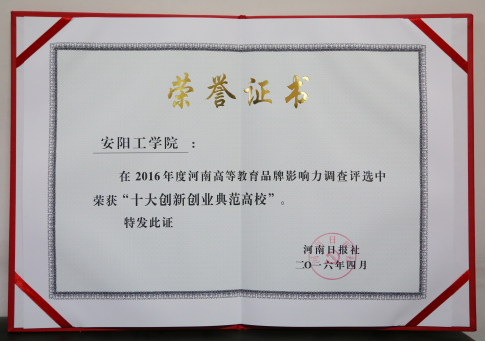 荣誉证书
安阳工学院：
在2016年度河南高等教育品牌影响力调查评选中
荣获“十大创新创业典范高校”。
特发此证
河南日报社
二〇一六年四月